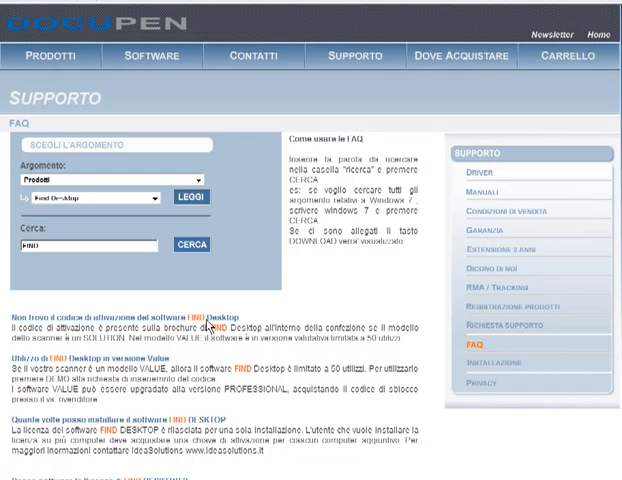 DOCUPEN
Newsletter Home
PRODOTTI SOFTWARE CONTATTI SUPPORTO DOVE ACQUISTARE CARRELLO
SUPPORTO
FAQ
SCEGLI L'ARGOMENTO
Argomento:
Prodotti
Find Desktop LEGGI
Cerca:
FIND CERCA
Come usare le FAQ
Inserire la parola da ricercare
nella casella "ricerca" e premere
CERCA
es: se voglio cercare tutti gli
argomento relativi a Windows 7 ,
scrivere windows 7 e premere
CERCA
Se ci sono allegati il tasto
DOWNLOAD verra' visualizzato
SUPPORTO
DRIVER
MANUALI
CONDIZIONI DI VENDITA
GARANZIA
ESTENSIONE 2 ANNI
DICONO DI NOI
RMA / TRACKING
REGISTRAZIONE PRODOTTI
RICHIESTA SUPPORTO
FAQ
INSTALLAZIONE
PRIVACY
Non trovo il codice di attivazione del software FIND Desktop
Il codice di attivazione è presente sulla brochure di FIND Desktop all'interno della confezione se il modello
dello scanner è un SOLUTION. Nel modello VALUE il software è in versione valutativa limitata a 50 utilizzi
Utilizzo di FIND Desktop in versione Value
Se il vostro scanner è un modello VALUE, allora il software FIND Desktop è limitato a 50 utilizzi. Per utilizzarlo
premere DEMO alla richiesta di inserimento del codice
I software VALUE può essere upgradato alla versione PROFESSIONAL, acquistando il codice di sblocco
presso il vs. rivenditore
Quante volte posso installare il software FIND DESKTOP
La licenza del software FIND DESKTOP è rilasciata per una sola installazione. L'utente che vuole installare la
licenza su più computer deve acquistare una chiave di attivazione per ciascun computer aggiuntivo. Per
maggiori informazioni contattare IdeaSolutions www.ideasolutions.it